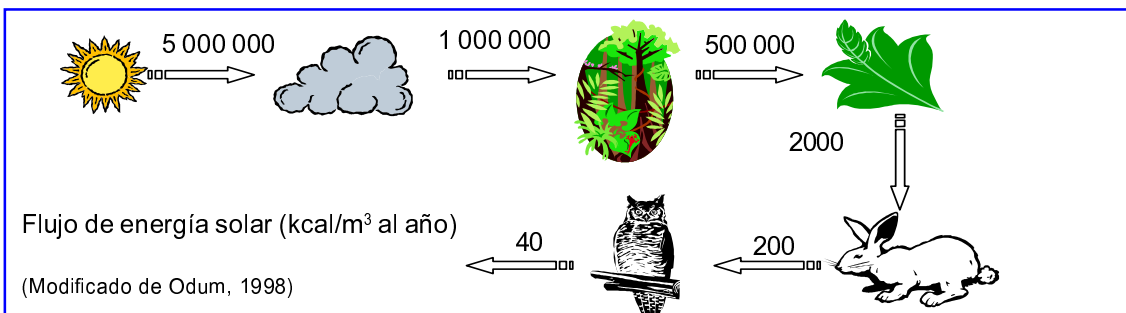 5 000 000
1 000 000
500 000
2000
Flujo de energía solar (kcal/m³ al año)
40
200
(Modificado de Odum, 1998)